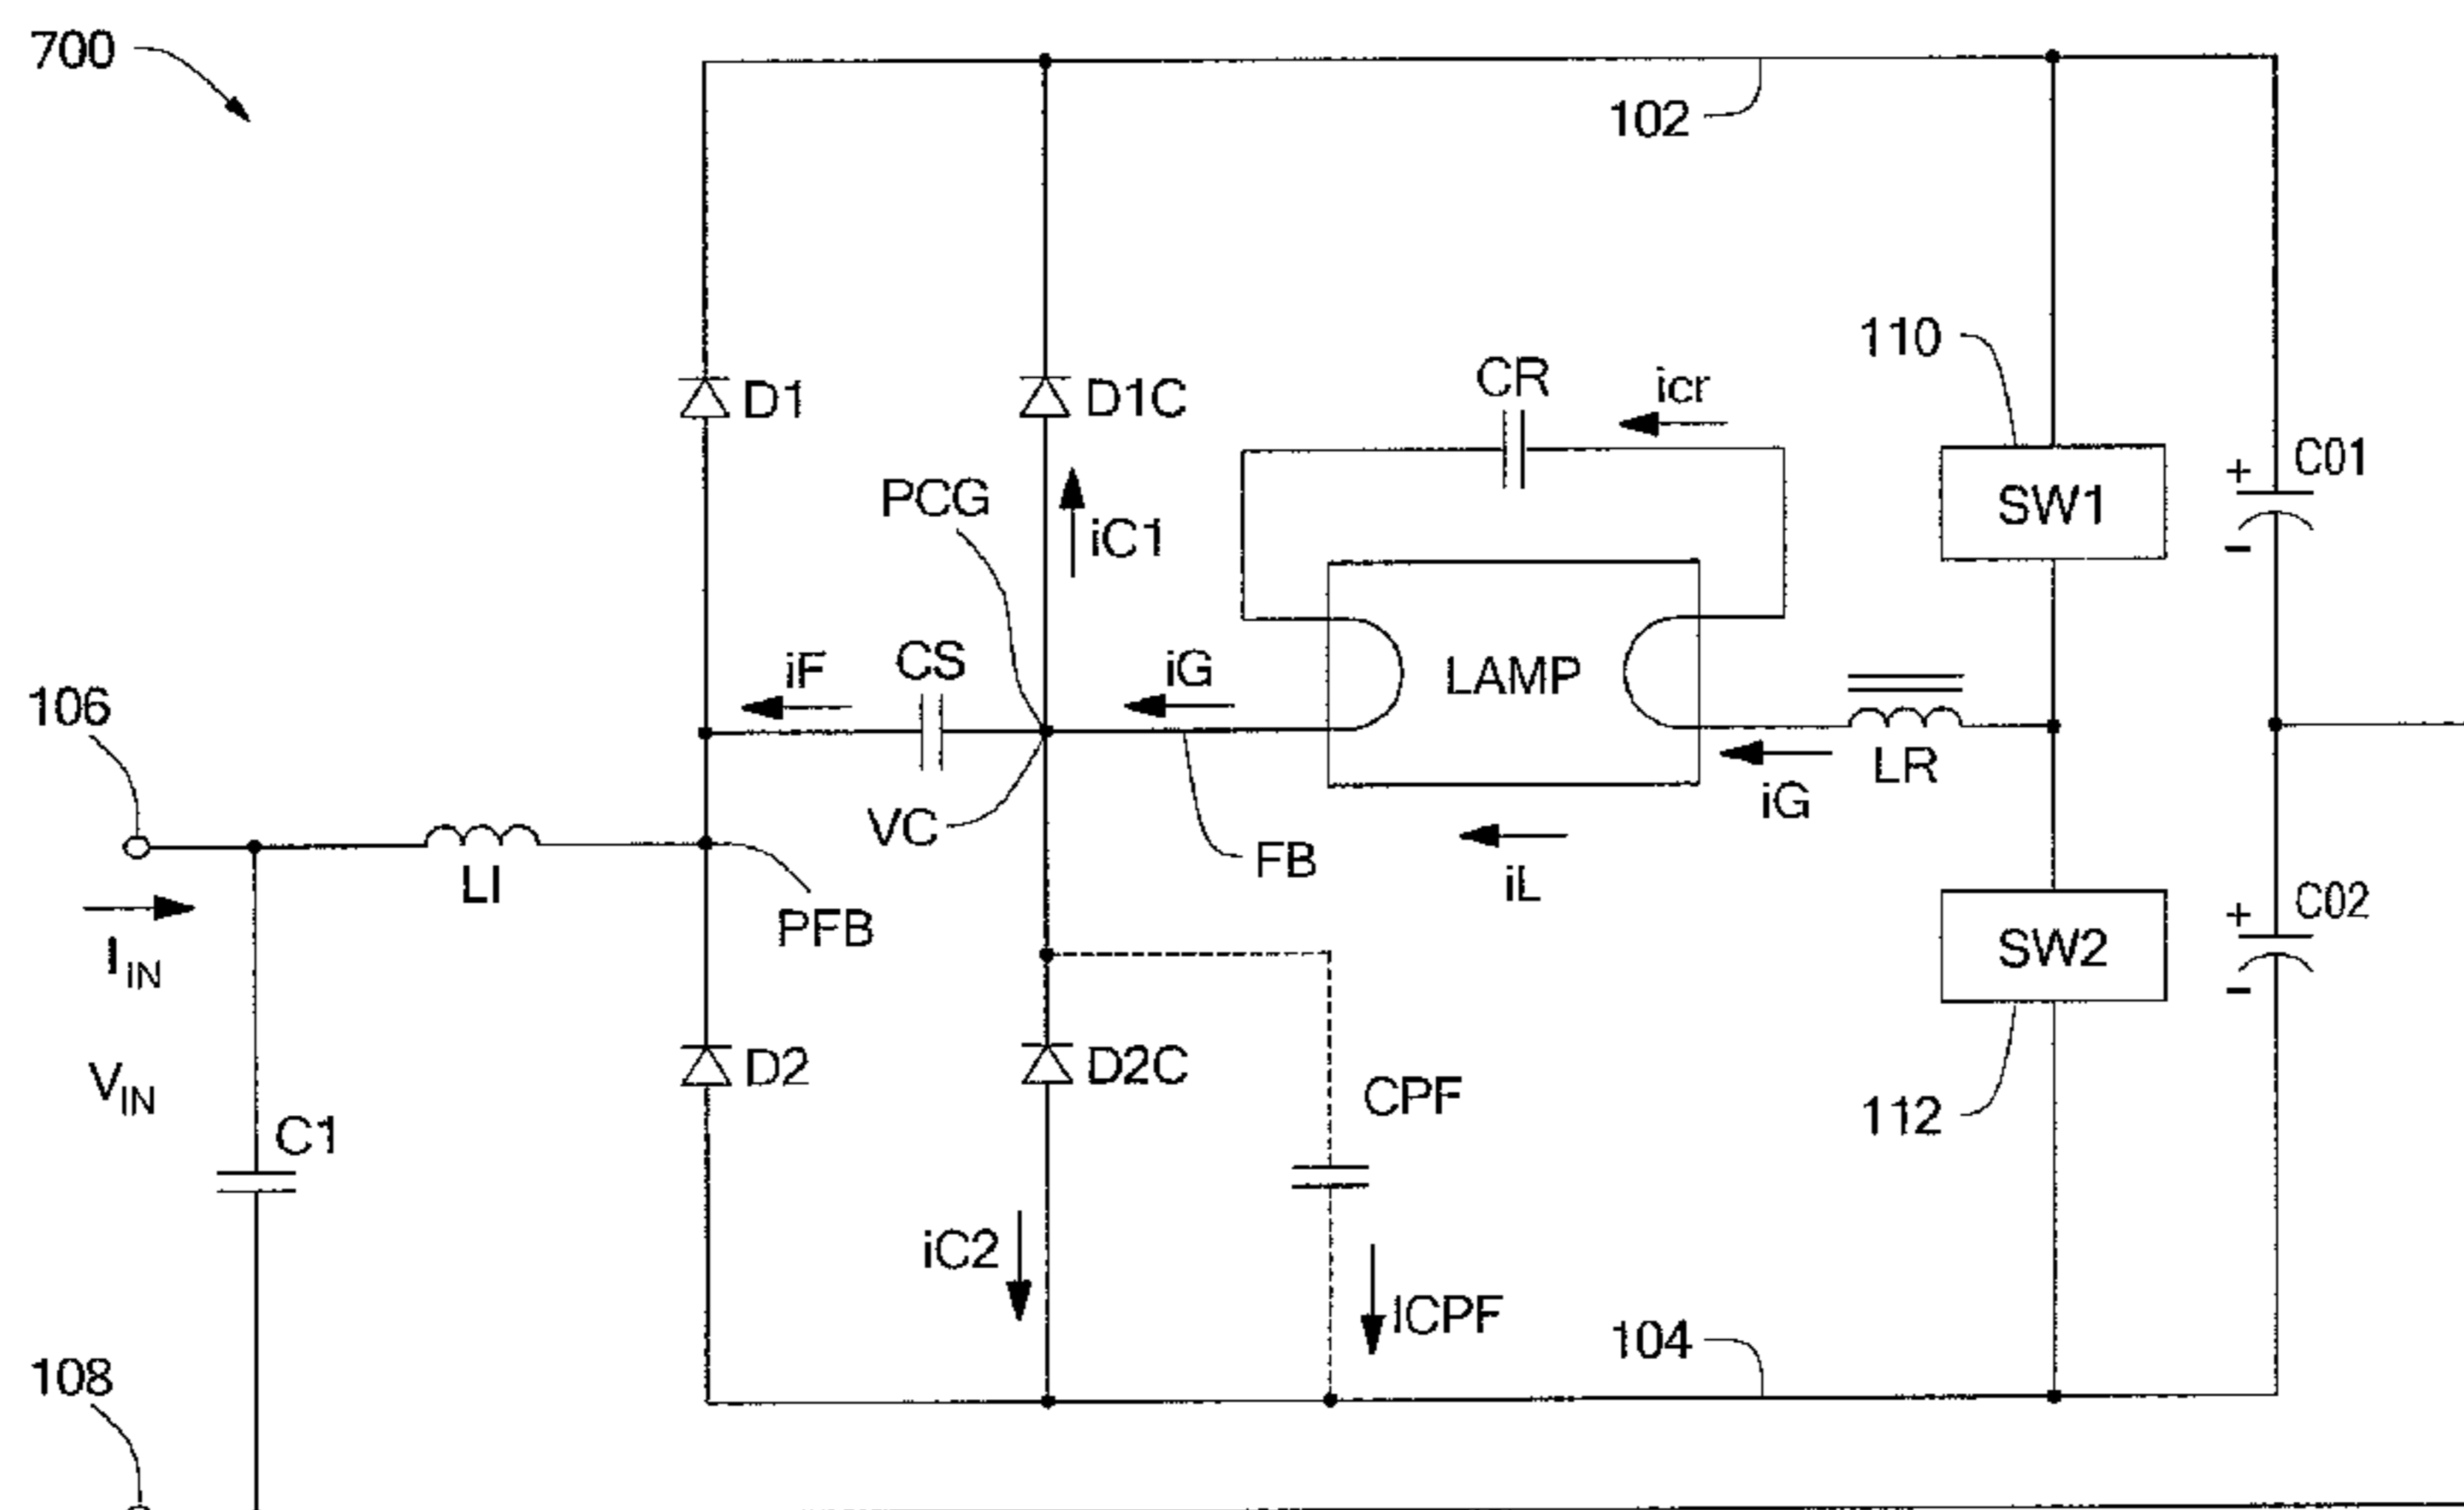 700
102
110
CR
icr
D1
D1C
C01
+
SW1
-
PCG
iC1
iF
CS
iG
LAMP
106
VC
LR
iG
LI
FB
iL
PFB
C02
+
SW2
-
IIN
D2
D2C
CPF
VIN
112
C1
iC2
ICPF
104
108